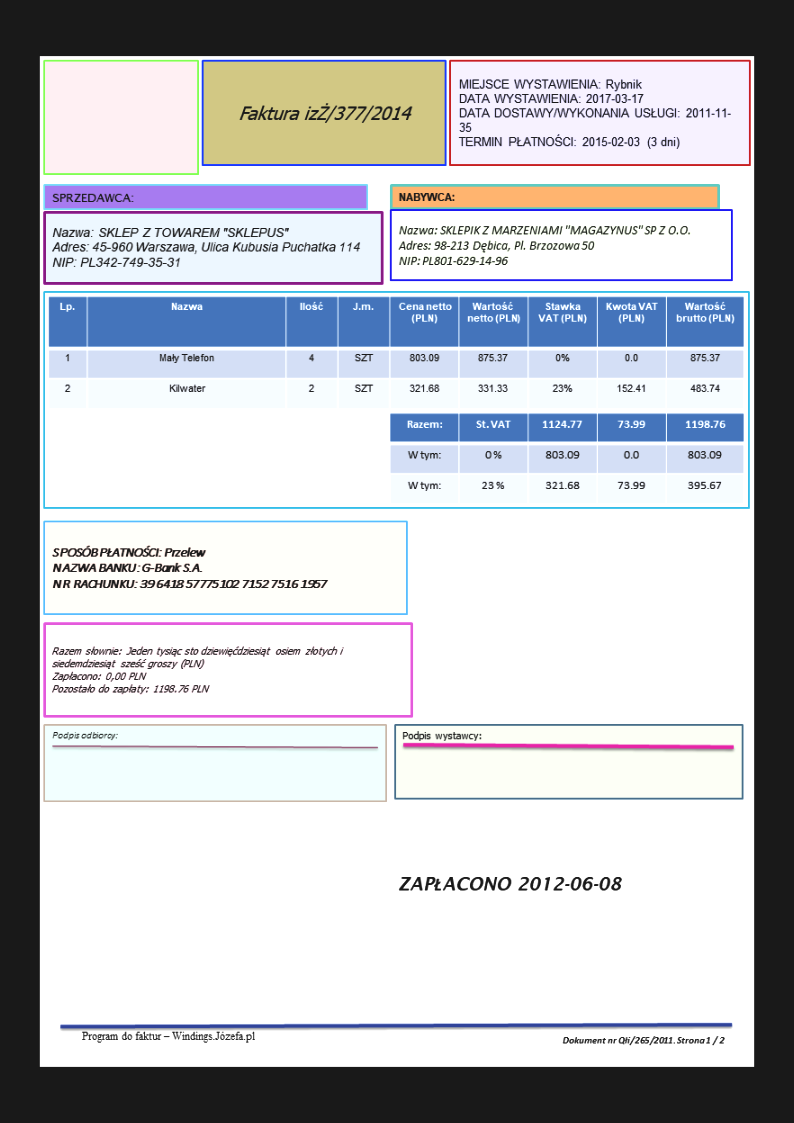 Faktura izŻ/377/2014
MIEJSCE WYSTAWIENIA: Rybnik
DATA WYSTAWIENIA: 2017-03-17
DATA DOSTAWY/WYKONANIA USŁUGI: 2011-11-
35
TERMIN PŁATNOŚCI: 2015-02-03 (3 dni)
SPRZEDAWCA:
Nazwa: SKLEP Z TOWAREM "SKLEPUS"
Adres: 45-960 Warszawa, Ulica Kubusia Puchatka 114
NIP: PL342-749-35-31
NABYWCA:
Nazwa: SKLEPIK Z MARZENIAMI "MAGAZYNUS" SP Z O.O.
Adres: 98-213 Dębica, Pl. Brzozowa 50
NIP: PL801-629-14-96
Lp. Nazwa Ilość J.m. Cena netto (PLN) Wartość netto (PLN) Stawka VAT (PLN) Kwota VAT (PLN) Wartość brutto (PLN)
1 Mały Telefon 4 SZT 803.09 875.37 0% 0.0 875.37
2 Kilwater 2 SZT 321.68 331.33 23% 152.41 483.74
Razem: St. VAT 1124.77 73.99 1198.76
W tym: 0 % 803.09 0.0 803.09
W tym: 23 % 321.68 73.99 395.67
SPOSÓB PŁATNOŚCI: Przelew
NAZWA BANKU: G-Bank S.A.
NR RACHUNKU: 39 6418 5777 5102 7152 7516 1957
Razem słownie: Jeden tysiąc sto dziewięćdziesiąt osiem złotych i
siedemdziesiąt sześć groszy (PLN)
Zapłacono: 0,00 PLN
Pozostało do zapłaty: 1198.76 PLN
Podpis odbiorcy:
Podpis wystawcy:
ZAPŁACONO 2012-06-08
Program do faktur – Windings.Józefa.pl
Dokument nr Qłi/265/2011. Strona 1 / 2